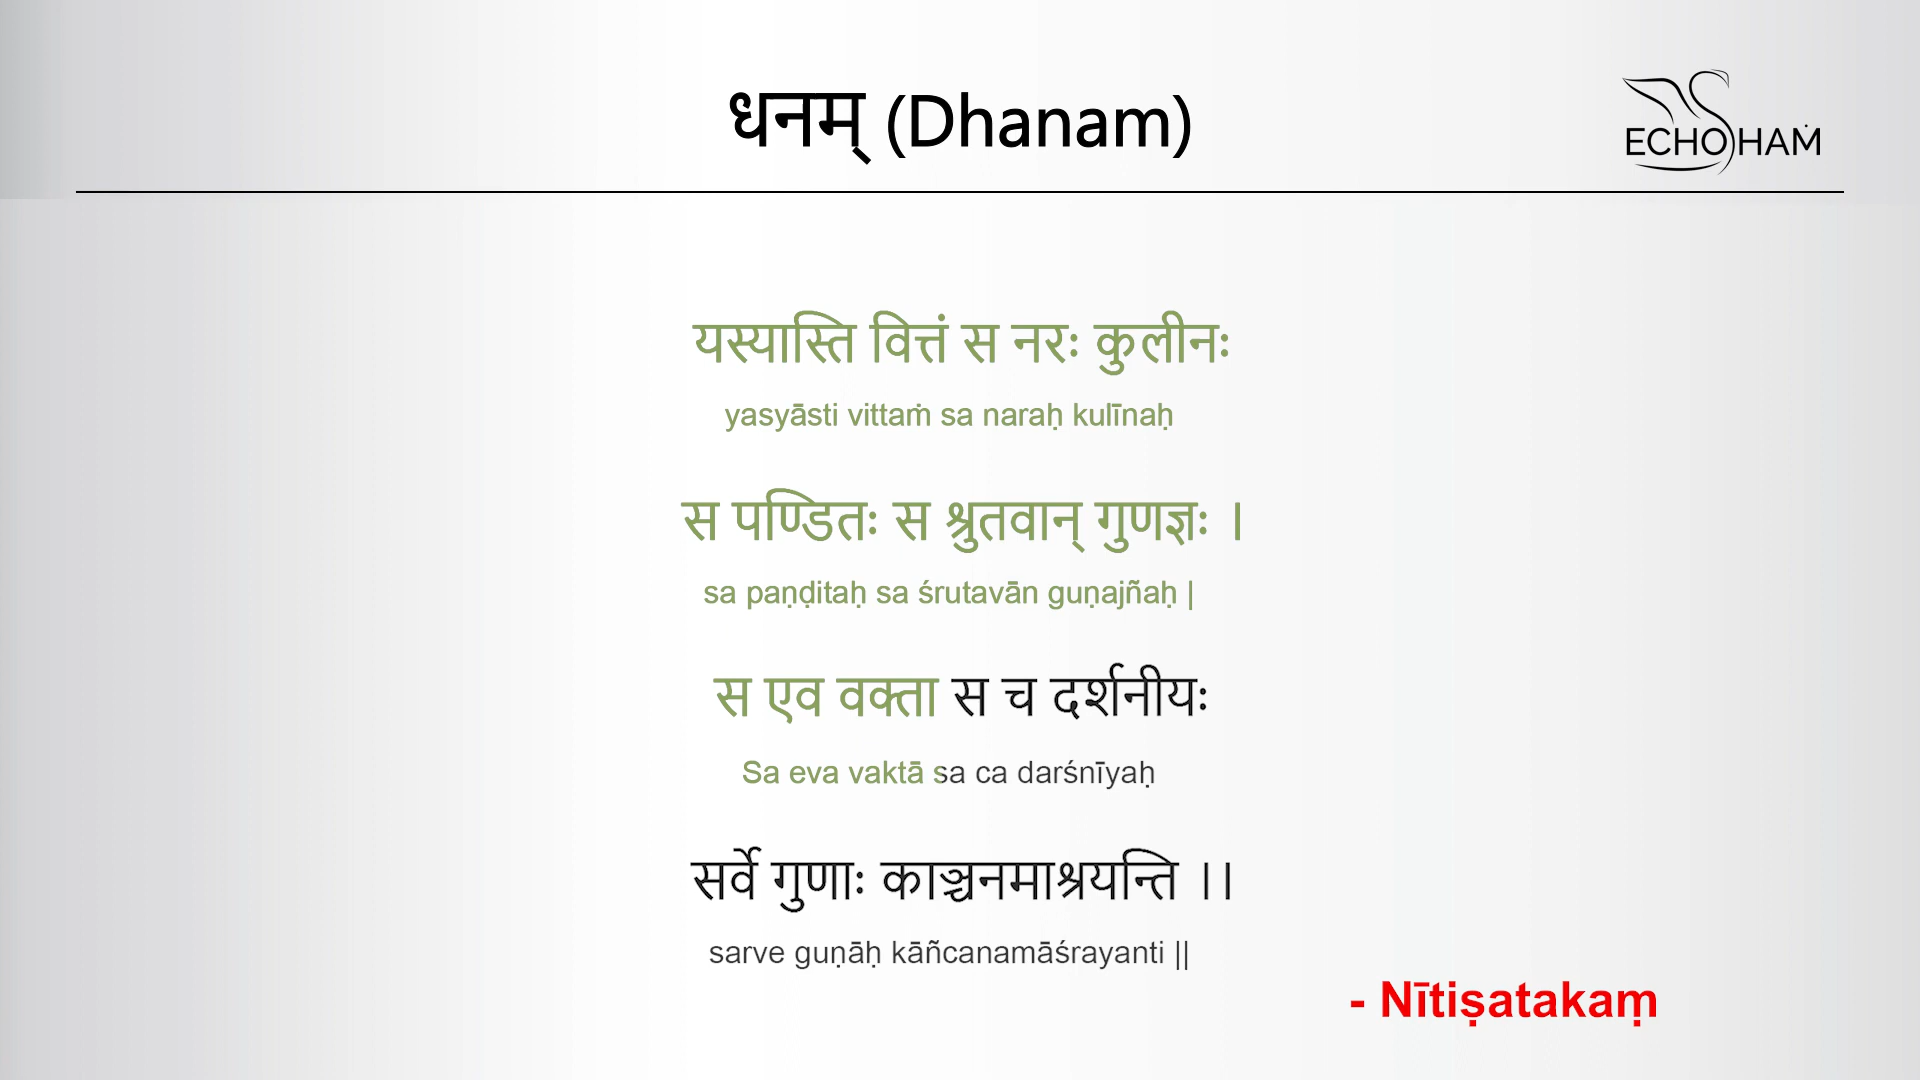 धनम् (Dhanam)
ECHOHAṀ
यस्यास्ति वित्तं स नरः कुलीनः
yasyāsti vittaṁ sa naraḥ kulīnaḥ
स पण्डितः स श्रुतवान् गुणज्ञः ।
sa paṇḍitaḥ sa śrutavān guṇajñaḥ |
स एव वक्ता स च दर्शनीयः
Sa eva vaktā sa ca darśnīyaḥ
सर्वे गुणाः काञ्चनमाश्रयन्ति ।।
sarve guṇāḥ kāñcanamāśrayanti ||
- Nītiṣatakaṃ